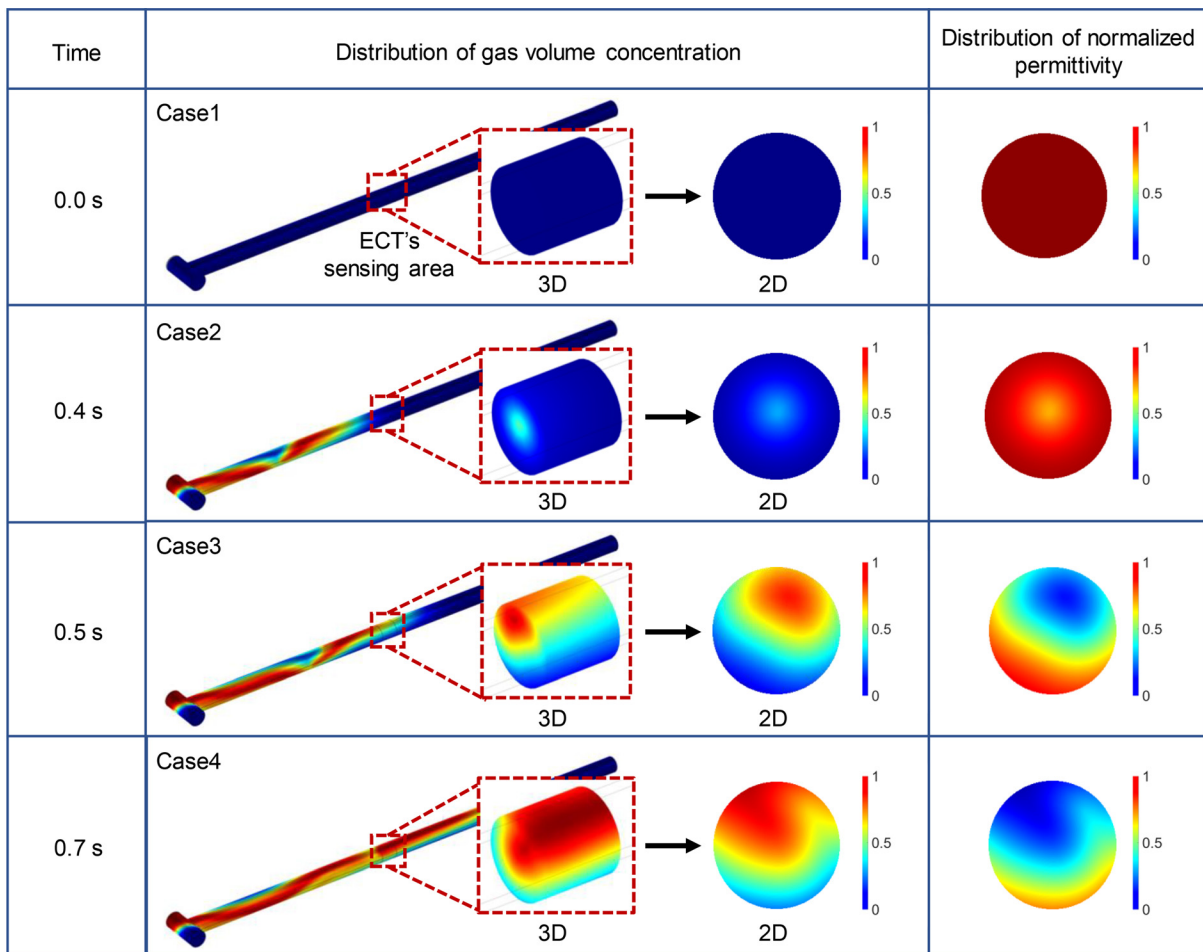 Time
Distribution of gas volume concentration
Distribution of normalized
permittivity
Case1
0.0 s
ECT's
sensing area
3D
2D
1
0.5
0
1
0.5
0
Case2
0.4 s
3D
2D
1
0.5
0
1
0.5
0
Case3
0.5 s
3D
2D
1
0.5
0
1
0.5
0
Case4
0.7 s
3D
2D
1
0.5
0
1
0.5
0